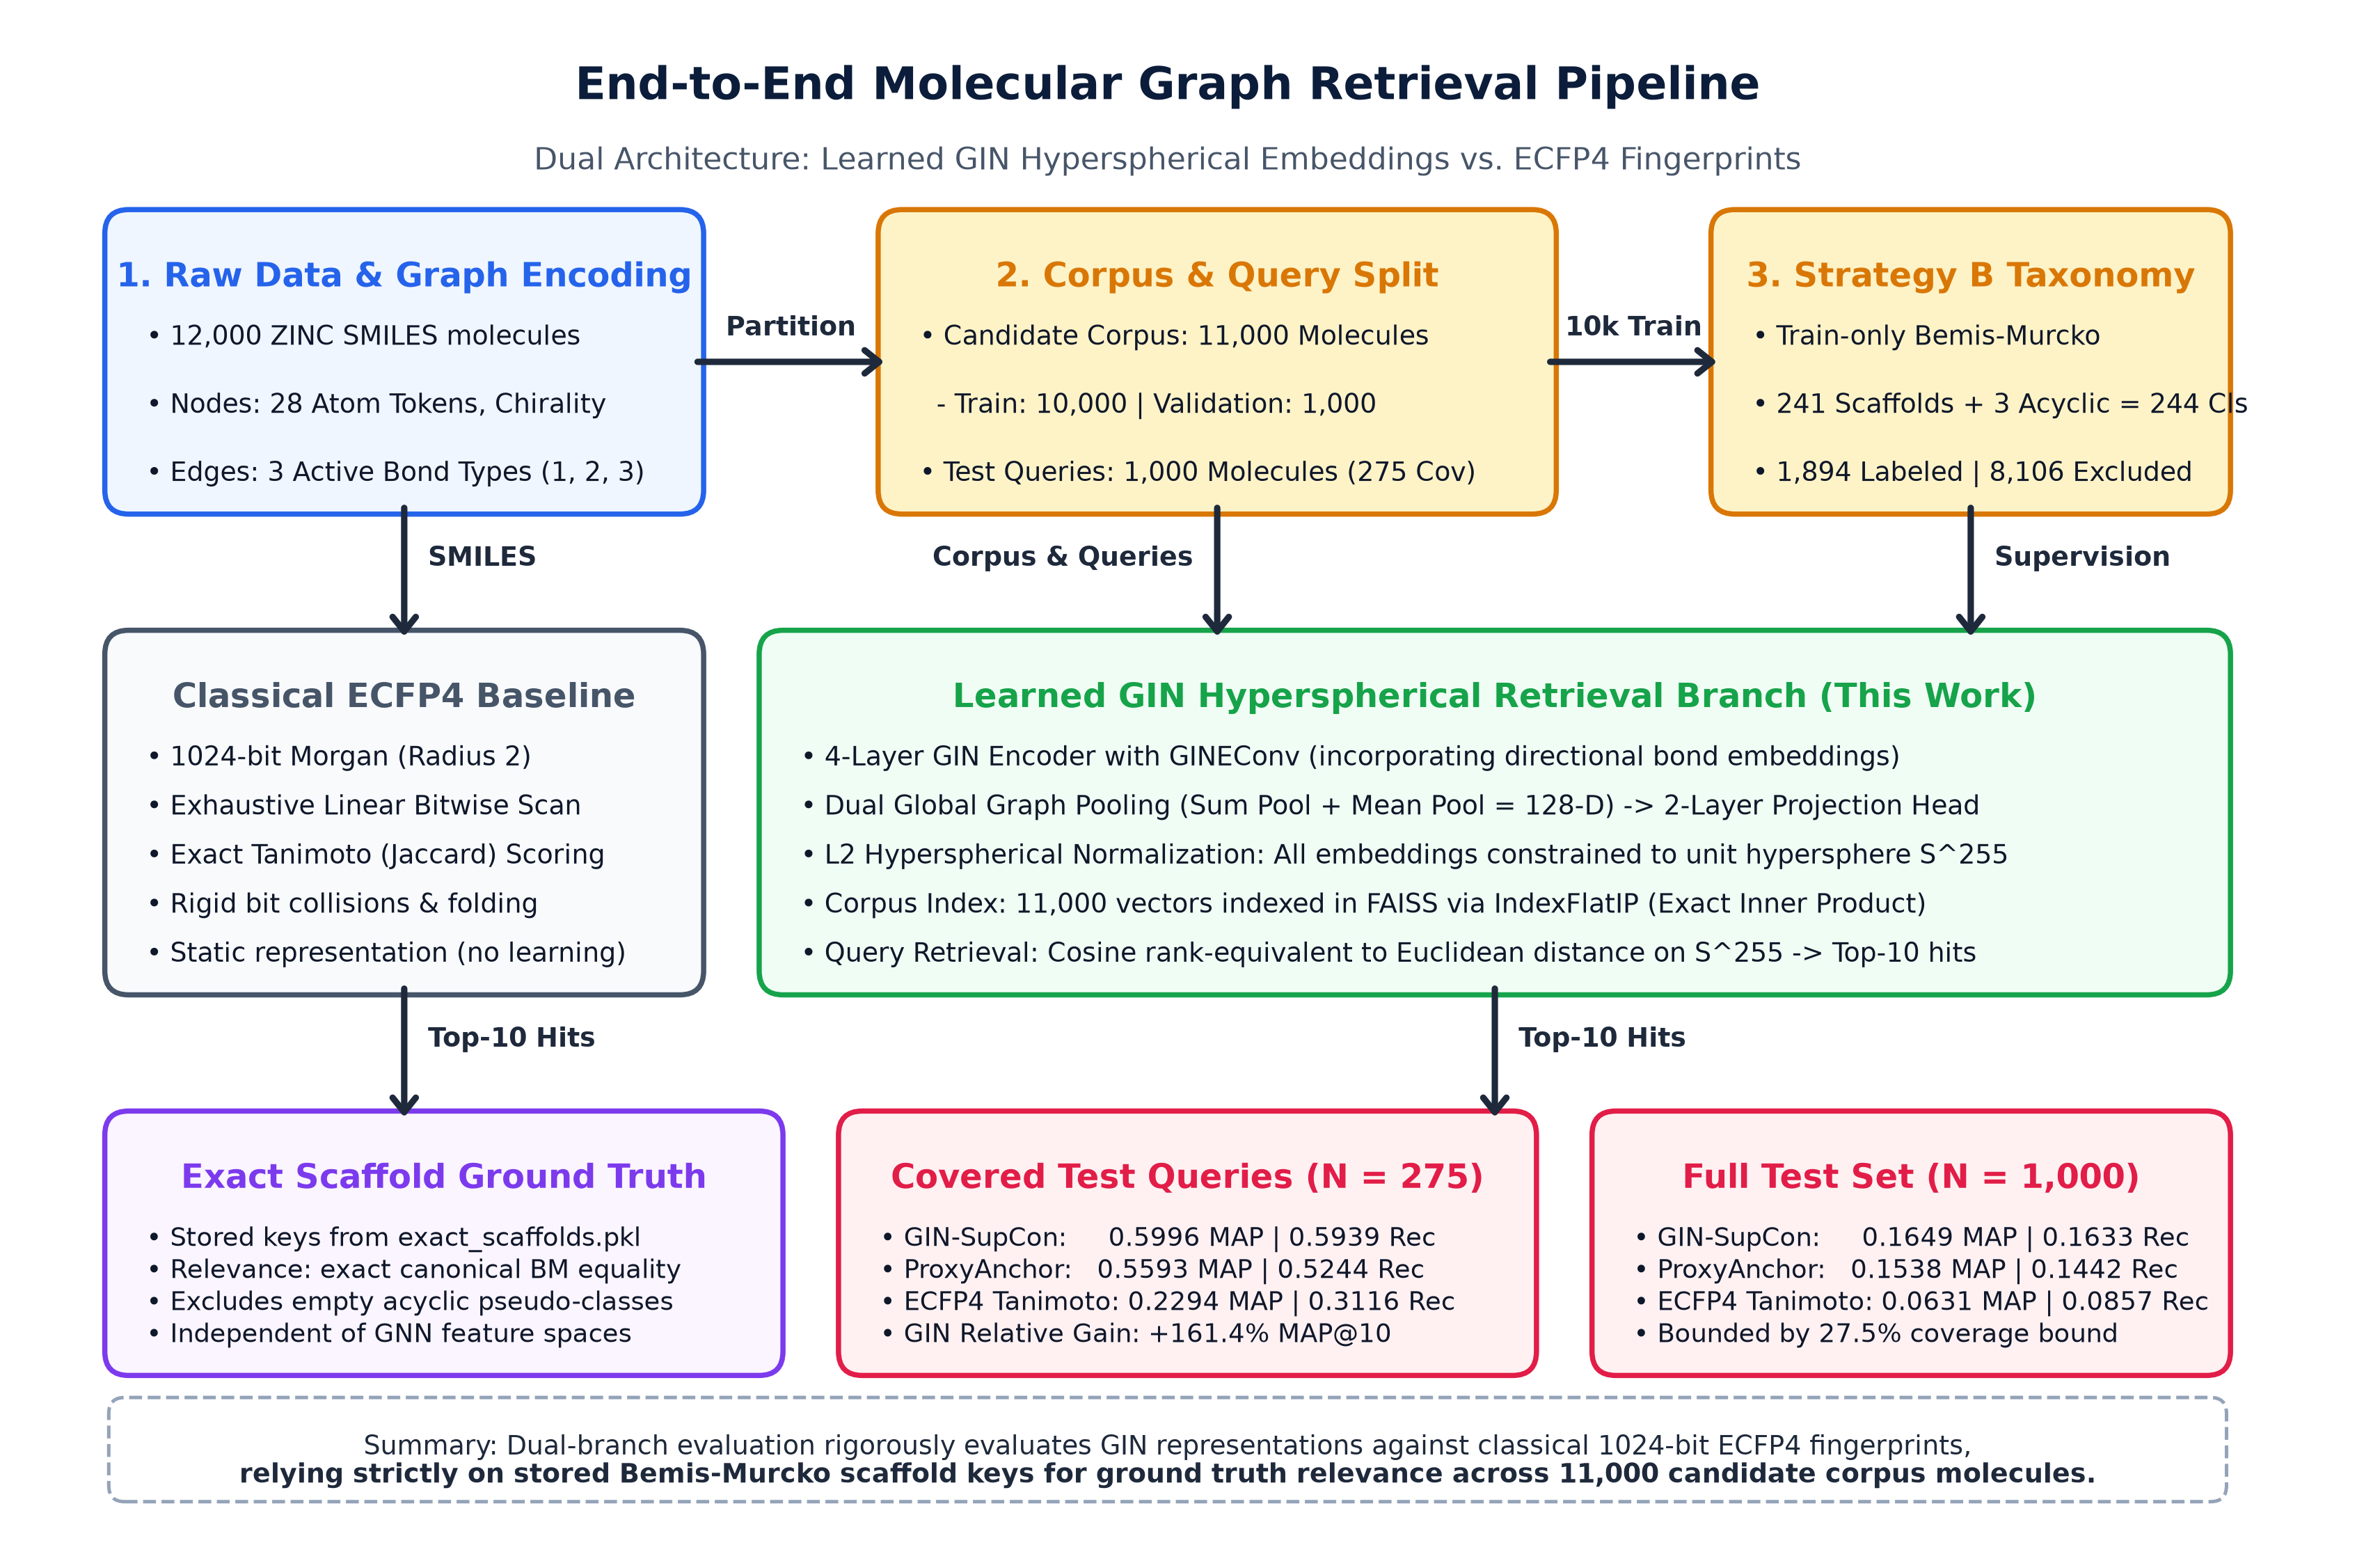 End-to-End Molecular Graph Retrieval Pipeline
Dual Architecture: Learned GIN Hyperspherical Embeddings vs. ECFP4 Fingerprints
1. Raw Data & Graph Encoding
• 12,000 ZINC SMILES molecules
• Nodes: 28 Atom Tokens, Chirality
• Edges: 3 Active Bond Types (1, 2, 3)
Partition
2. Corpus & Query Split
• Candidate Corpus: 11,000 Molecules
- Train: 10,000 | Validation: 1,000
• Test Queries: 1,000 Molecules (275 Cov)
10k Train
3. Strategy B Taxonomy
• Train-only Bemis-Murcko
• 241 Scaffolds + 3 Acyclic = 244 Cls
• 1,894 Labeled | 8,106 Excluded
SMILES
Corpus & Queries
Supervision
Classical ECFP4 Baseline
• 1024-bit Morgan (Radius 2)
• Exhaustive Linear Bitwise Scan
• Exact Tanimoto (Jaccard) Scoring
• Rigid bit collisions & folding
• Static representation (no learning)
Learned GIN Hyperspherical Retrieval Branch (This Work)
• 4-Layer GIN Encoder with GINEConv (incorporating directional bond embeddings)
• Dual Global Graph Pooling (Sum Pool + Mean Pool = 128-D) -> 2-Layer Projection Head
• L2 Hyperspherical Normalization: All embeddings constrained to unit hypersphere S^255
• Corpus Index: 11,000 vectors indexed in FAISS via IndexFlatIP (Exact Inner Product)
• Query Retrieval: Cosine rank-equivalent to Euclidean distance on S^255 -> Top-10 hits
Top-10 Hits
Top-10 Hits
Exact Scaffold Ground Truth
• Stored keys from exact_scaffolds.pkl
• Relevance: exact canonical BM equality
• Excludes empty acyclic pseudo-classes
• Independent of GNN feature spaces
Covered Test Queries (N = 275)
• GIN-SupCon: 0.5996 MAP | 0.5939 Rec
• ProxyAnchor: 0.5593 MAP | 0.5244 Rec
• ECFP4 Tanimoto: 0.2294 MAP | 0.3116 Rec
• GIN Relative Gain: +161.4% MAP@10
Full Test Set (N = 1,000)
• GIN-SupCon: 0.1649 MAP | 0.1633 Rec
• ProxyAnchor: 0.1538 MAP | 0.1442 Rec
• ECFP4 Tanimoto: 0.0631 MAP | 0.0857 Rec
• Bounded by 27.5% coverage bound
Summary: Dual-branch evaluation rigorously evaluates GIN representations against classical 1024-bit ECFP4 fingerprints,
relying strictly on stored Bemis-Murcko scaffold keys for ground truth relevance across 11,000 candidate corpus molecules.